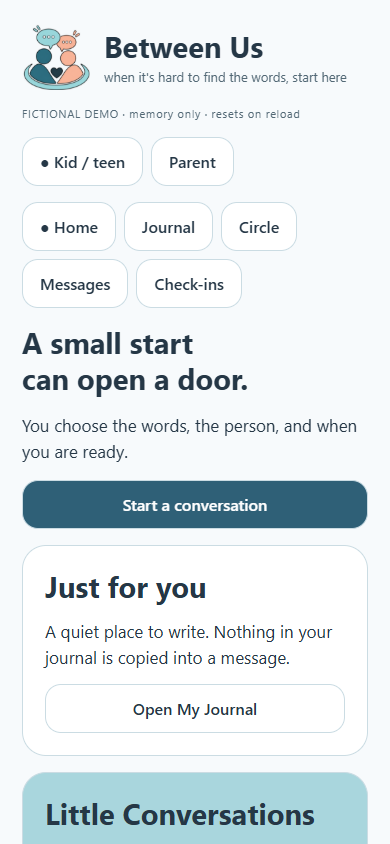 Between Us
when it's hard to find the words, start here
FICTIONAL DEMO · memory only · resets on reload
● Kid / teen
Parent
● Home
Journal
Circle
Messages
Check-ins
A small start
can open a door.
You choose the words, the person, and when
you are ready.
Start a conversation
Just for you
A quiet place to write. Nothing in your
journal is copied into a message.
Open My Journal
Little Conversations